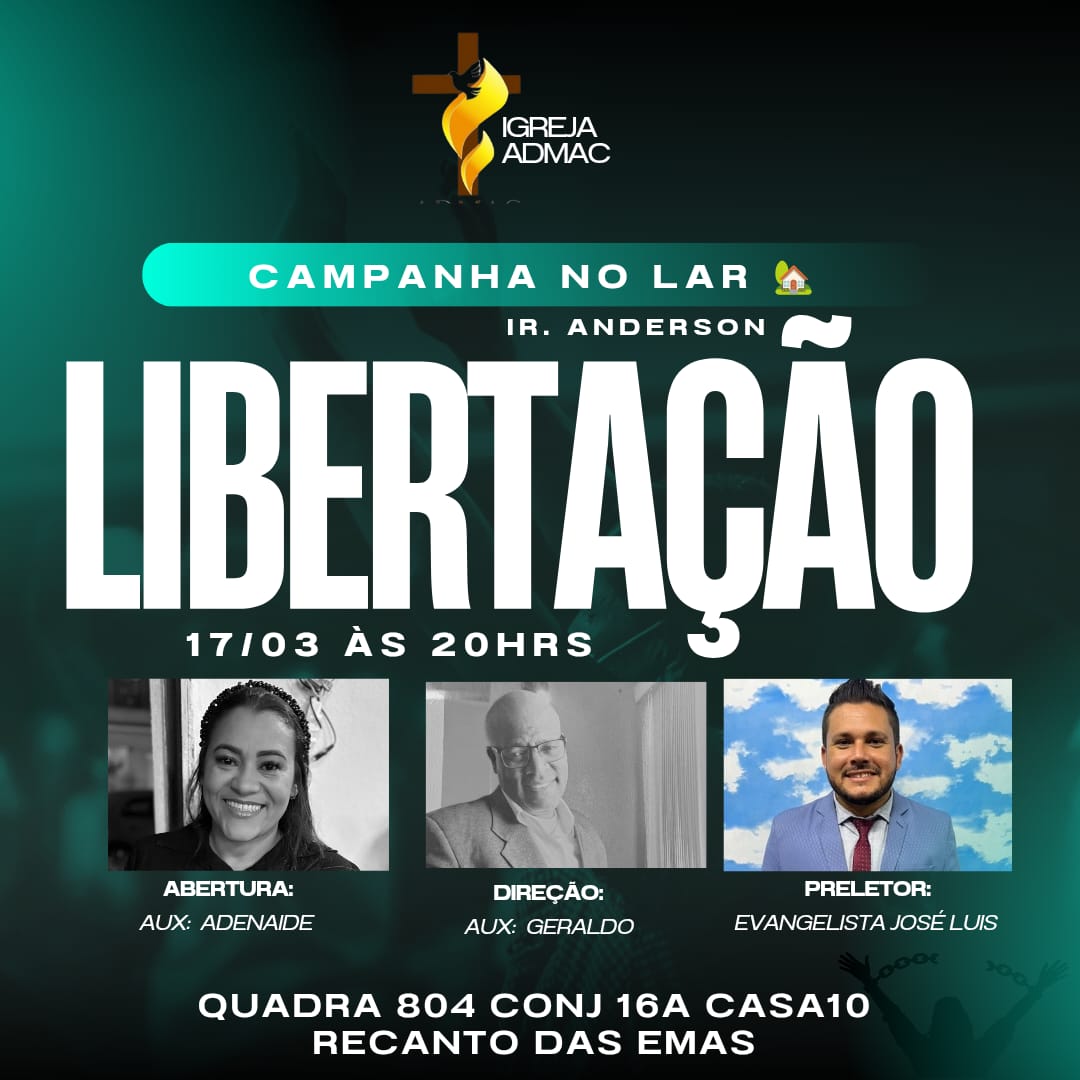 IGREJA
ADMAC
CAMPANHA NO LAR
IR. ANDERSON
LIBERTAÇÃO
17/03 ÀS 20HRS
ABERTURA:
AUX: ADENAIDE
DIREÇÃO:
AUX: GERALDO
PRELETOR:
EVANGELISTA JOSÉ LUIS
QUADRA 804 CONJ 16A CASA10
RECANTO DAS EMAS